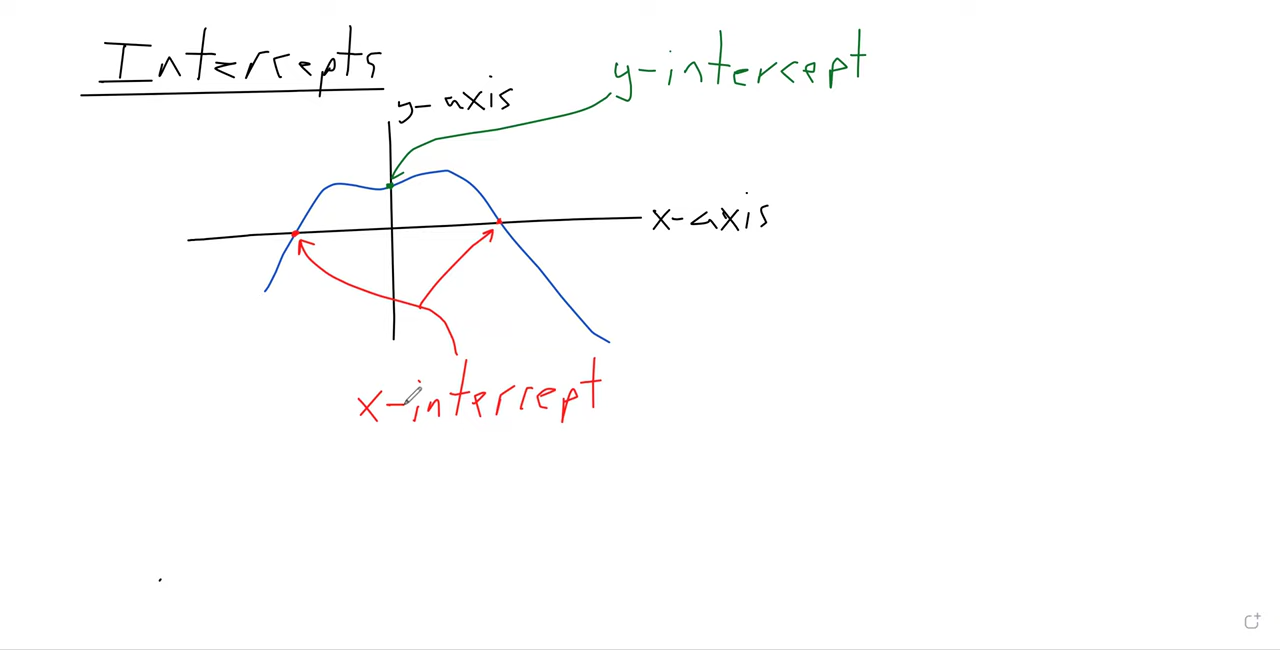 Intercepts
y-intercept
y-axis
x-axis
x-intercept